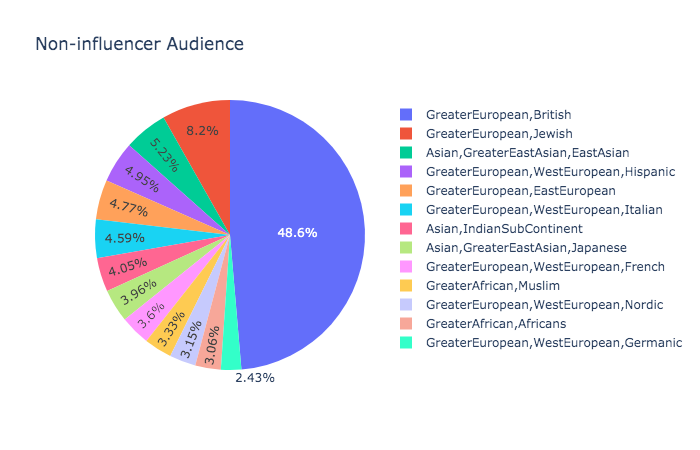 Non-influencer Audience
GreaterEuropean,British
GreaterEuropean,Jewish
Asian,GreaterEastAsian,EastAsian
GreaterEuropean,WestEuropean,Hispanic
GreaterEuropean,EastEuropean
GreaterEuropean,WestEuropean,Italian
Asian,IndianSubContinent
Asian,GreaterEastAsian,Japanese
GreaterEuropean,WestEuropean,French
GreaterAfrican,Muslim
GreaterEuropean,WestEuropean,Nordic
GreaterAfrican,Africans
GreaterEuropean,WestEuropean,Germanic
48.6%
8.2%
5.23%
4.95%
4.77%
4.59%
4.05%
3.96%
3.6%
3.33%
3.15%
3.06%
2.43%